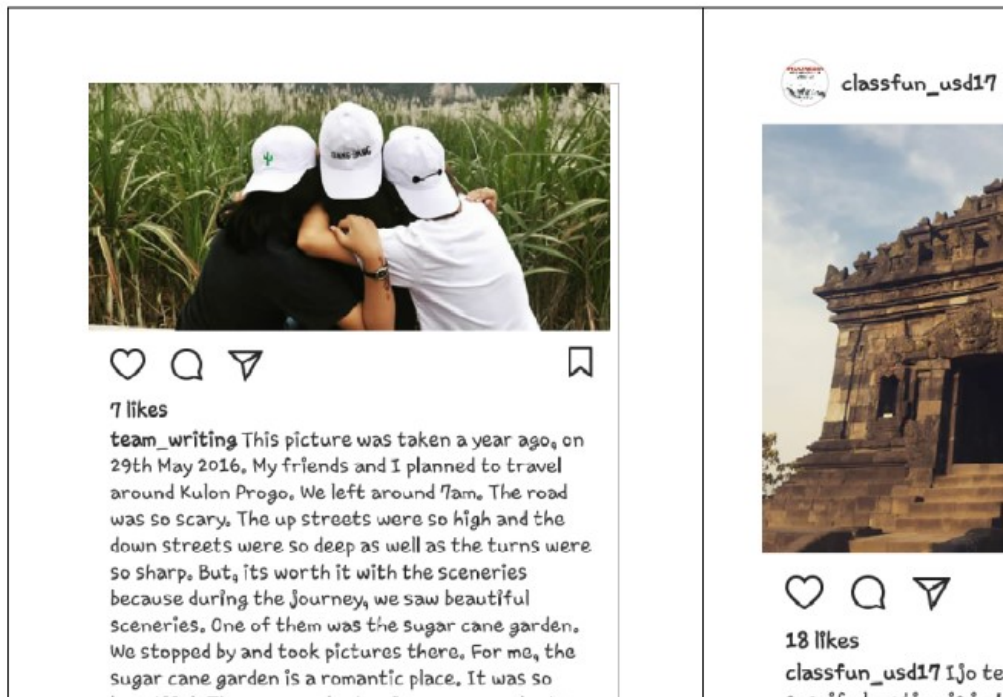 7 likes
team_writing This picture was taken a year ago, on
29th May 2016. My friends and I planned to travel
around Kulon Progo. We left around 7am. The road
was so scary. The up streets were so high and the
down streets were so deep as well as the turns were
so sharp. But, its worth it with the sceneries
because during the journey, we saw beautiful
sceneries. One of them was the sugar cane garden.
We stopped by and took pictures there. For me, the
sugar cane garden is a romantic place. It was so
classfun_usd17
18 likes
classfun_usd17 Ijo te